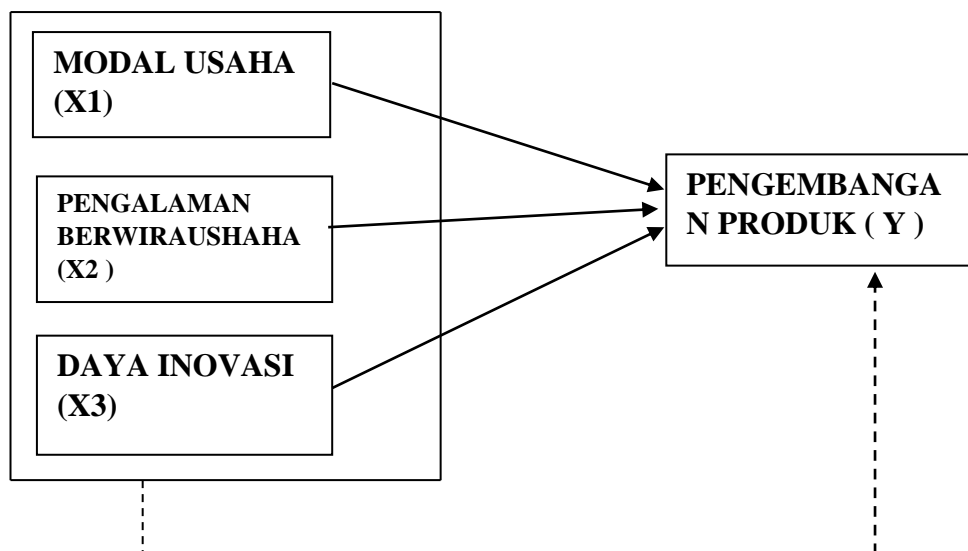 MODAL USAHA
(X1)
PENGALAMAN
BERWIRAUSHAHA
(X2 )
DAYA INOVASI
(X3)
PENGEMBANGA
N PRODUK ( Y )